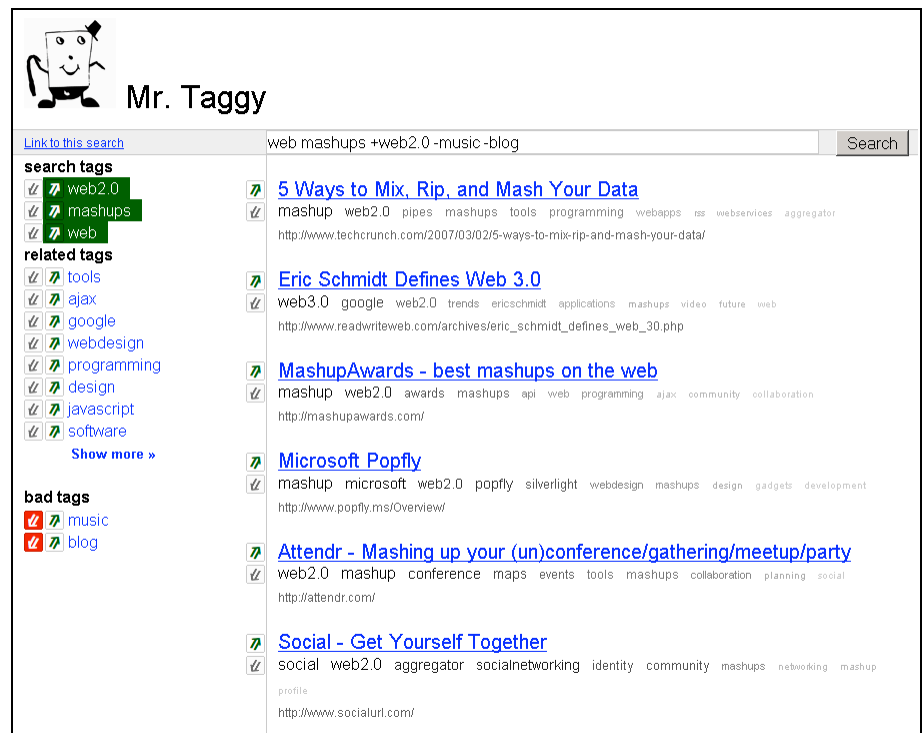 Mr. Taggy
Link to this search
web mashups +web2.0 -music -blog
Search
search tags
web2.0
mashups
web
related tags
tools
ajax
google
webdesign
programming
design
javascript
software
Show more »
bad tags
music
blog
5 Ways to Mix, Rip, and Mash Your Data
mashup web2.0 pipes mashups tools programming webapps rss webservices aggregator
http://www.techcrunch.com/2007/03/02/5-ways-to-mix-rip-and-mash-your-data/
Eric Schmidt Defines Web 3.0
web3.0 google web2.0 trends ericschmidt applications mashups video future web
http://www.readwriteweb.com/archives/eric_schmidt_defines_web_30.php
MashupAwards - best mashups on the web
mashup web2.0 awards mashups api web programming ajax community collaboration
http://mashupawards.com/
Microsoft Popfly
mashup microsoft web2.0 popfly silverlight webdesign mashups design gadgets development
http://www.popfly.ms/Overview/
Attendr - Mashing up your (un)conference/gathering/meetup/party
web2.0 mashup conference maps events tools mashups collaboration planning social
http://attendr.com/
Social - Get Yourself Together
social web2.0 aggregator socialnetworking identity community mashups networking mashup
profile
http://www.socialurl.com/